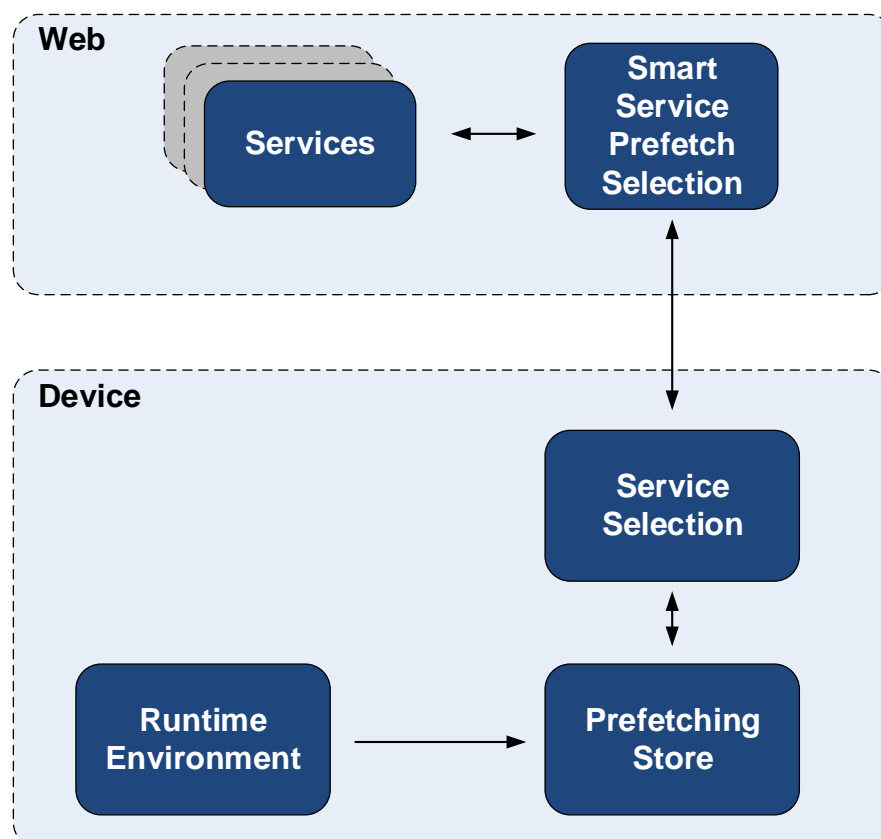 Web
Services
Smart
Service
Prefetch
Selection
Device
Service
Selection
Runtime
Environment
Prefetching
Store